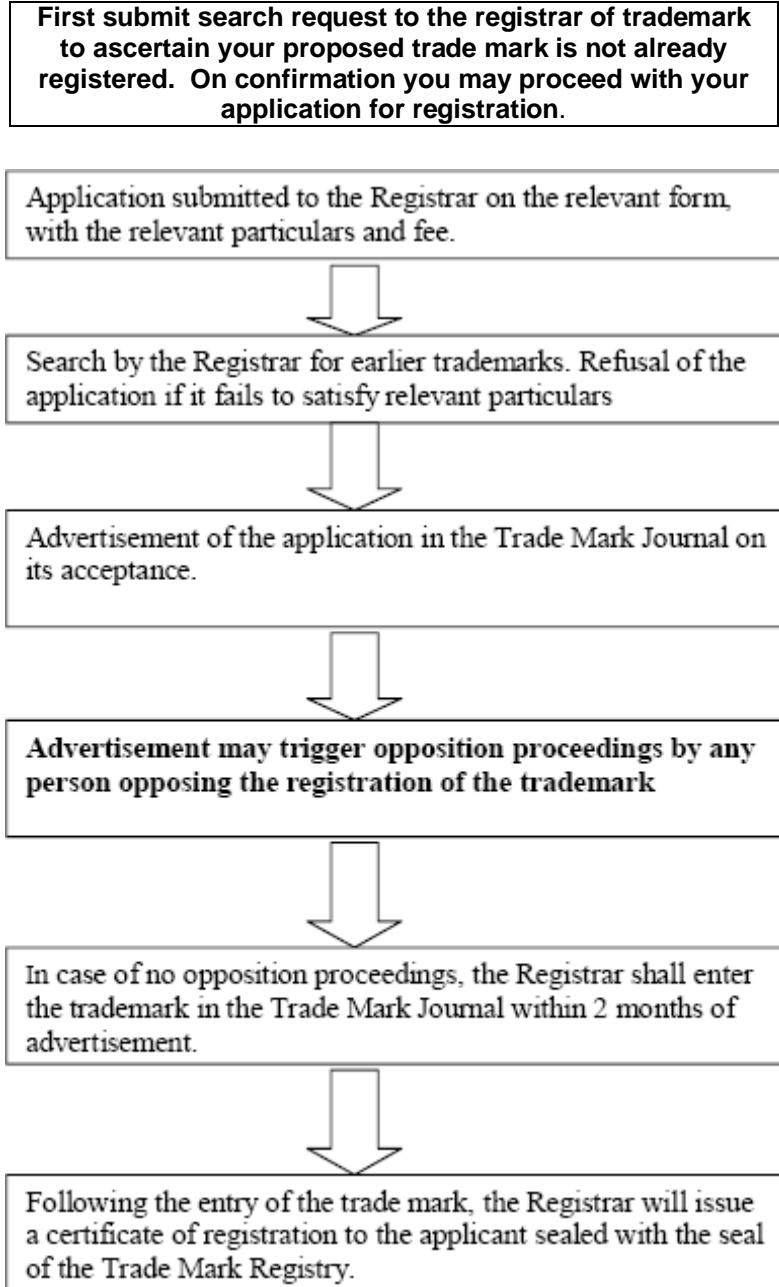 First submit search request to the registrar of trademark
to ascertain your proposed trade mark is not already
registered.  On confirmation you may proceed with your
application for registration.
Application submitted to the Registrar on the relevant form,
with the relevant particulars and fee.
Search by the Registrar for earlier trademarks. Refusal of the
application if it fails to satisfy relevant particulars
Advertisement of the application in the Trade Mark Journal on
its acceptance.
Advertisement may trigger opposition proceedings by any
person opposing the registration of the trademark
In case of no opposition proceedings, the Registrar shall enter
the trademark in the Trade Mark Journal within 2 months of
advertisement.
Following the entry of the trade mark, the Registrar will issue
a certificate of registration to the applicant sealed with the seal
of the Trade Mark Registry.